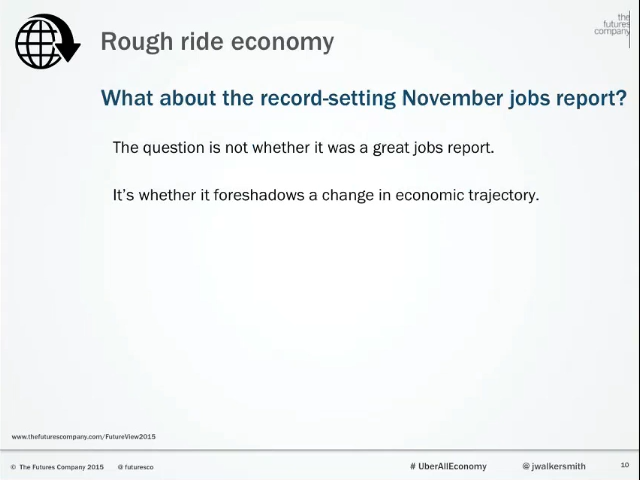 Rough ride economy
the
futures
company
What about the record-setting November jobs report?
The question is not whether it was a great jobs report.
It's whether it foreshadows a change in economic trajectory.
www.thefuturescompany.com/FutureView2015
© The Futures Company 2015 @futuresco # UberAllEconomy @jwalkersmith 10